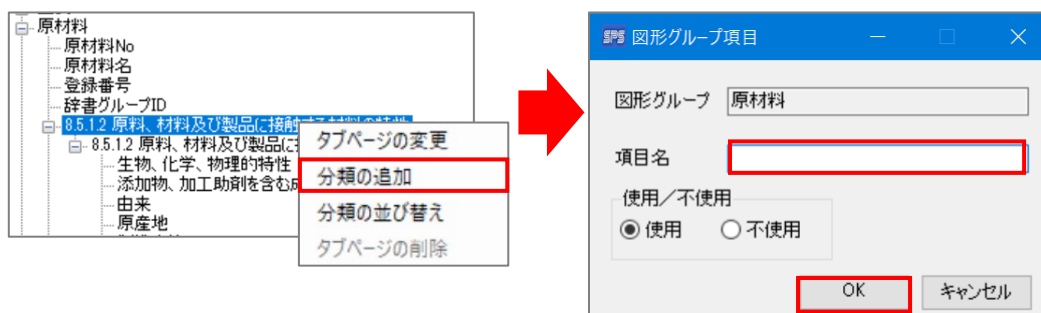 原材料
原材料No
原材料名
登録番号
辞書グループID
8.5.1.2 原料、材料及び製品に接触する材料の特性
8.5.1.2 原料、材料及び製品に
生物、化学、物理的特性
添加物、加工助剤を含む
由来
原産地
タブページの変更
分類の追加
分類の並び替え
タブページの削除
SPS 図形グループ項目
図形グループ 原材料
項目名
使用/不使用
使用 不使用
OK キャンセル